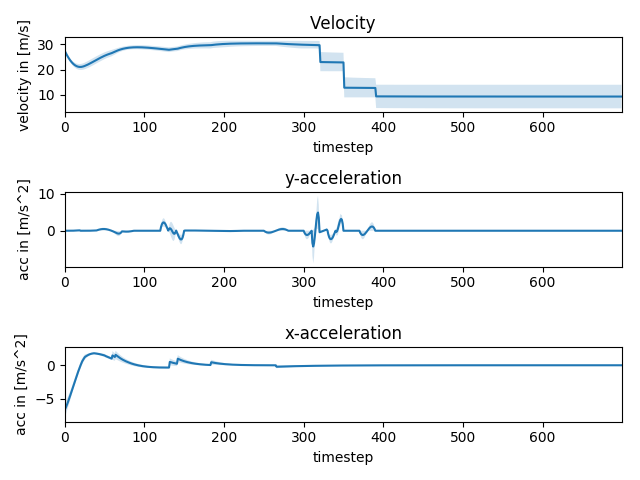 Velocity
velocity in [m/s]
30
20
10
0 100 200 300 400 500 600
timestep
y-acceleration
acc in [m/s^2]
10
0
0 100 200 300 400 500 600
timestep
x-acceleration
acc in [m/s^2]
0
−5
0 100 200 300 400 500 600
timestep